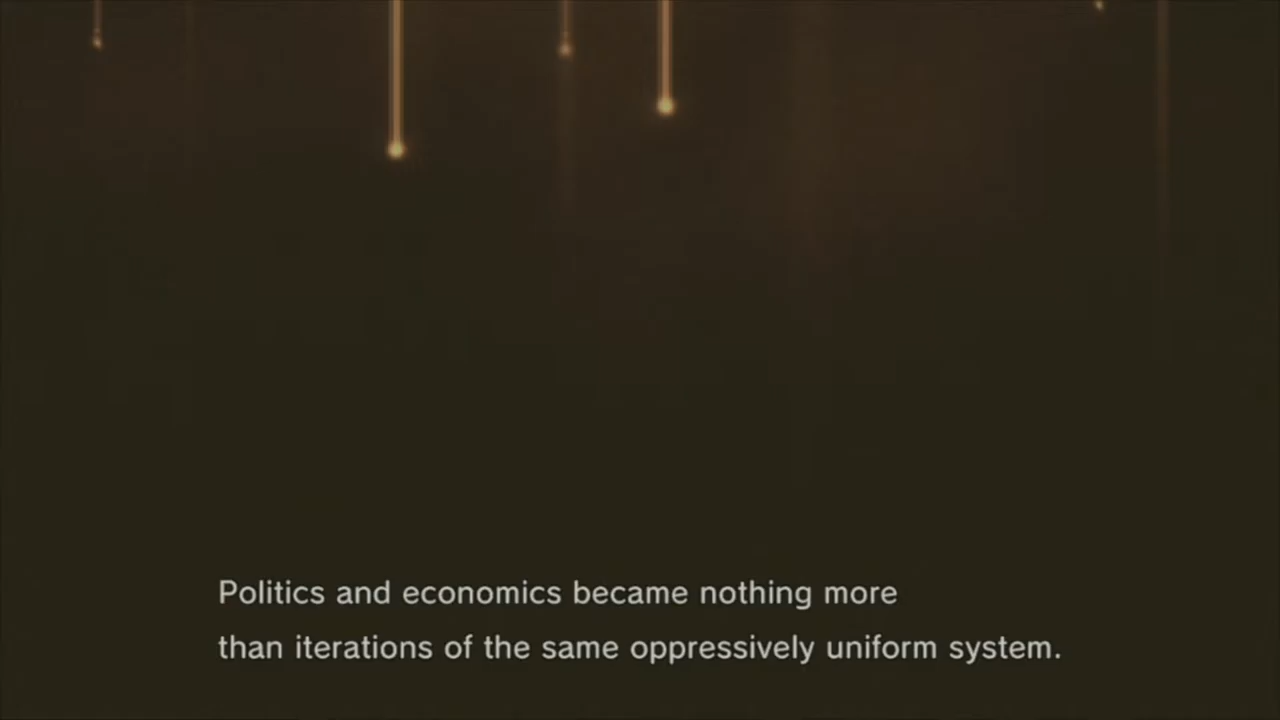 Politics and economics became nothing more
than iterations of the same oppressively uniform system.